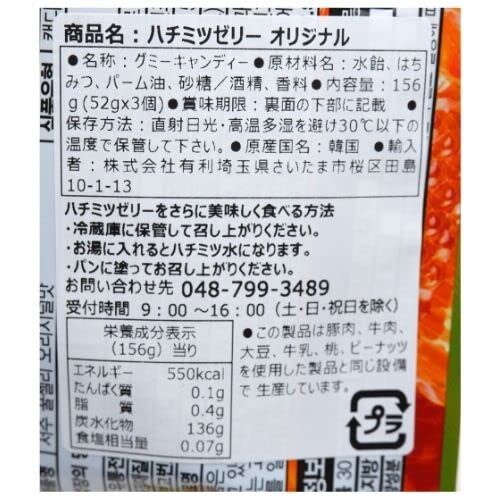 商品名：ハチミツゼリー オリジナル
●名称：グミーキャンディー●原材料名：水飴、はち
みつ、パーム油、砂糖／酒精、香料●内容量：156
g(52gx3個)●賞味期限：裏面の下部に記載●
保存方法：直射日光・高温多湿を避け30℃以下の
温度で保管して下さい。●原産国名：韓国●輸入
者：株式会社有利埼玉県さいたま市桜区田島
10-1-13
ハチミツゼリーをさらに美味しく食べる方法
・冷蔵庫に保管して召し上がりください。
・お湯に入れるとハチミツ水になります。
・パンに塗ってお召し上がりください。
お問い合わせ先 048-799-3489
受付時間 9：00～16：00（土・日・祝日を除く）
栄養成分表示
(156g）当り
エネルギー 550kcal
たんぱく質 0.1g
脂質 0.4g
炭水化物 136g
食塩相当量 0.07g
●この製品は豚肉、牛肉、
大豆、牛乳、桃、ピーナッツ
を使用した製品と同じ設備
で 生産しています。
プラ